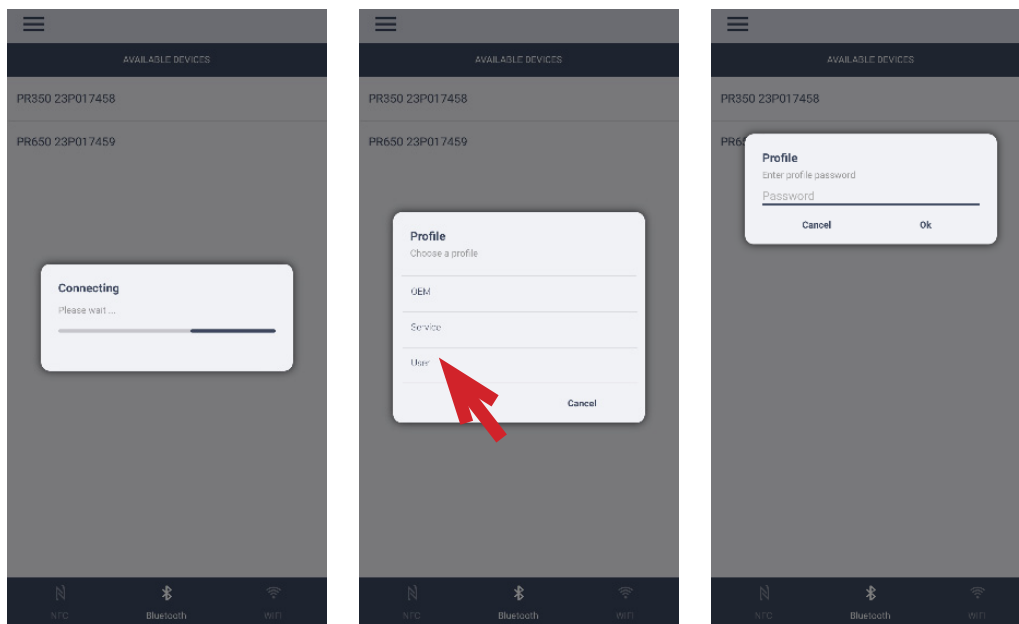 AVAILABLE DEVICES
PR350 23P017458
PR650 23P017459
Connecting
Please wait ...
NFC
Bluetooth
WiFi
AVAILABLE DEVICES
PR350 23P017458
PR650 23P017459
Profile
Choose a profile
OEM
Service
User
Cancel
NFC
Bluetooth
WiFi
AVAILABLE DEVICES
PR350 23P017458
PR65
Profile
Enter profile password
Password
Cancel Ok
NFC
Bluetooth
WiFi